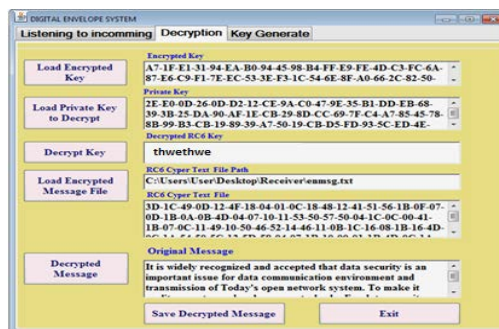 DIGITAL ENVELOPE SYSTEM
Listening to incomming Decryption Key Generate
Encrypted Key
Load Encrypted
Key
A7-1F-E1-31-94-EA-B0-94-45-98-B4-FF-E9-FE-4D-C3-FC-6A-
87-E6-C9-F1-7E-EC-53-3E-F3-1C-54-6E-8F-A0-66-2C-82-50-
Private Key
Load Private Key
to Decrypt
2E-E0-0D-26-0D-D2-12-CE-9A-C0-47-9E-35-B1-DD-EB-68-
39-3B-25-DA-90-AF-1E-CB-29-8D-CC-69-7F-C4-A7-85-45-78-
8B-99-B3-CB-19-89-39-A7-50-19-CB-D5-FD-93-5C-ED-4E-
Decrypted RC6 Key
Decrypt Key
thwethwe
RC6 Cyper Text File Path
Load Encrypted
Message File
C:\Users\User\Desktop\Receiver\enmsg.txt
RC6 Cyper Text File
3D-1C-49-0D-12-4F-18-04-01-0C-18-48-12-41-51-56-1B-0F-07-
0D-1B-0A-0B-4D-04-07-10-11-53-50-57-50-04-1C-0C-00-41-
1B-07-0C-11-49-10-50-46-52-14-46-11-0B-1C-16-08-1B-16-4D-
Original Message
Decrypted
Message
It is widely recognized and accepted that data security is an
important issue for data communication environment and
transmission of Today's open network system. To make it
Save Decrypted Message
Exit